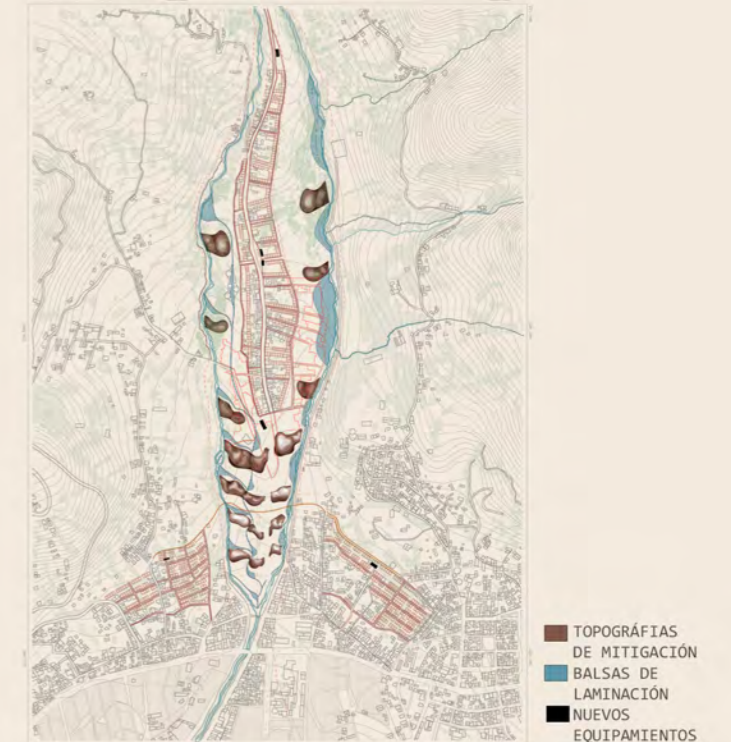 TOPOGRÁFIAS
DE MITIGACIÓN
BALSAS DE
LAMINACIÓN
NUEVOS
EQUIPAMIENTOS